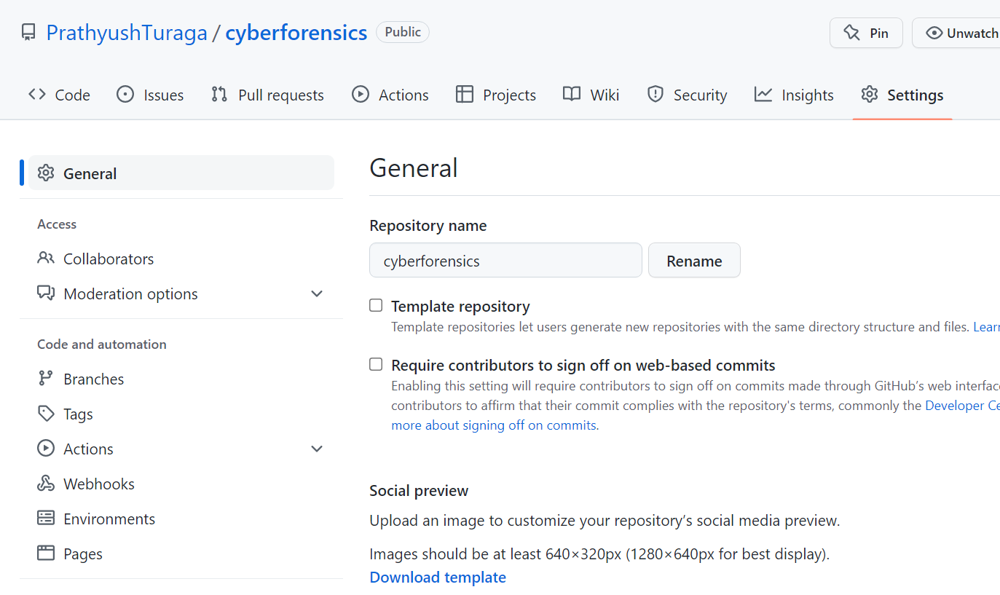 PrathyushTuraga / cyberforensics Public Pin Unwatch
Code Issues Pull requests Actions Projects Wiki Security Insights Settings
General
Access
Collaborators
Moderation options
Code and automation
Branches
Tags
Actions
Webhooks
Environments
Pages
General
Repository name
cyberforensics Rename
Template repository
Template repositories let users generate new repositories with the same directory structure and files. Lear
Require contributors to sign off on web-based commits
Enabling this setting will require contributors to sign off on commits made through GitHub’s web interfac
contributors to affirm that their commit complies with the repository's terms, commonly the Developer Ce
more about signing off on commits.
Social preview
Upload an image to customize your repository’s social media preview.
Images should be at least 640×320px (1280×640px for best display).
Download template